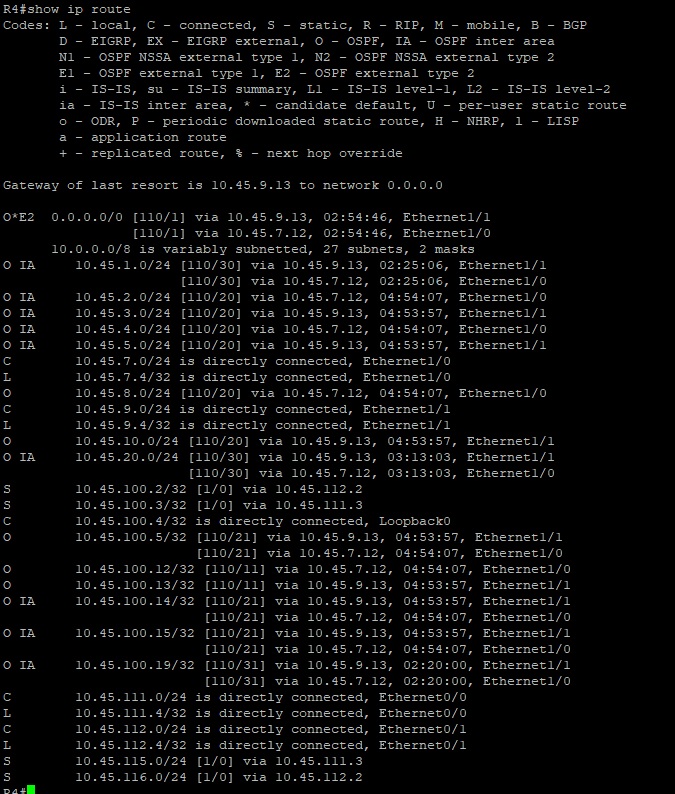 R4#show ip route
Codes: L - local, C - connected, S - static, R - RIP, M - mobile, B - BGP
       D - EIGRP, EX - EIGRP external, O - OSPF, IA - OSPF inter area
       N1 - OSPF NSSA external type 1, N2 - OSPF NSSA external type 2
       E1 - OSPF external type 1, E2 - OSPF external type 2
       i - IS-IS, su - IS-IS summary, L1 - IS-IS level-1, L2 - IS-IS level-2
       ia - IS-IS inter area, * - candidate default, U - per-user static route
       o - ODR, P - periodic downloaded static route, H - NHRP, l - LISP
       a - application route
       + - replicated route, % - next hop override
Gateway of last resort is 10.45.9.13 to network 0.0.0.0
O*E2  0.0.0.0/0 [110/1] via 10.45.9.13, 02:54:46, Ethernet1/1
                [110/1] via 10.45.7.12, 02:54:46, Ethernet1/0
      10.0.0.0/8 is variably subnetted, 27 subnets, 2 masks
O IA     10.45.1.0/24 [110/30] via 10.45.9.13, 02:25:06, Ethernet1/1
                      [110/30] via 10.45.7.12, 02:25:06, Ethernet1/0
O IA     10.45.2.0/24 [110/20] via 10.45.7.12, 04:54:07, Ethernet1/0
O IA     10.45.3.0/24 [110/20] via 10.45.9.13, 04:53:57, Ethernet1/1
O IA     10.45.4.0/24 [110/20] via 10.45.7.12, 04:54:07, Ethernet1/0
O IA     10.45.5.0/24 [110/20] via 10.45.9.13, 04:53:57, Ethernet1/1
C        10.45.7.0/24 is directly connected, Ethernet1/0
L        10.45.7.4/32 is directly connected, Ethernet1/0
O        10.45.8.0/24 [110/20] via 10.45.7.12, 04:54:07, Ethernet1/0
C        10.45.9.0/24 is directly connected, Ethernet1/1
L        10.45.9.4/32 is directly connected, Ethernet1/1
O        10.45.10.0/24 [110/20] via 10.45.9.13, 04:53:57, Ethernet1/1
O IA     10.45.20.0/24 [110/30] via 10.45.9.13, 03:13:03, Ethernet1/1
                       [110/30] via 10.45.7.12, 03:13:03, Ethernet1/0
S        10.45.100.2/32 [1/0] via 10.45.112.2
S        10.45.100.3/32 [1/0] via 10.45.111.3
C        10.45.100.4/32 is directly connected, Loopback0
O        10.45.100.5/32 [110/21] via 10.45.9.13, 04:53:57, Ethernet1/1
                        [110/21] via 10.45.7.12, 04:54:07, Ethernet1/0
O        10.45.100.12/32 [110/11] via 10.45.7.12, 04:54:07, Ethernet1/0
O        10.45.100.13/32 [110/11] via 10.45.9.13, 04:53:57, Ethernet1/1
O IA     10.45.100.14/32 [110/21] via 10.45.9.13, 04:53:57, Ethernet1/1
                         [110/21] via 10.45.7.12, 04:54:07, Ethernet1/0
O IA     10.45.100.15/32 [110/21] via 10.45.9.13, 04:53:57, Ethernet1/1
                         [110/21] via 10.45.7.12, 04:54:07, Ethernet1/0
O IA     10.45.100.19/32 [110/31] via 10.45.9.13, 02:20:00, Ethernet1/1
                         [110/31] via 10.45.7.12, 02:20:00, Ethernet1/0
C        10.45.111.0/24 is directly connected, Ethernet0/0
L        10.45.111.4/32 is directly connected, Ethernet0/0
C        10.45.112.0/24 is directly connected, Ethernet0/1
L        10.45.112.4/32 is directly connected, Ethernet0/1
S        10.45.115.0/24 [1/0] via 10.45.111.3
S        10.45.116.0/24 [1/0] via 10.45.112.2
R4#